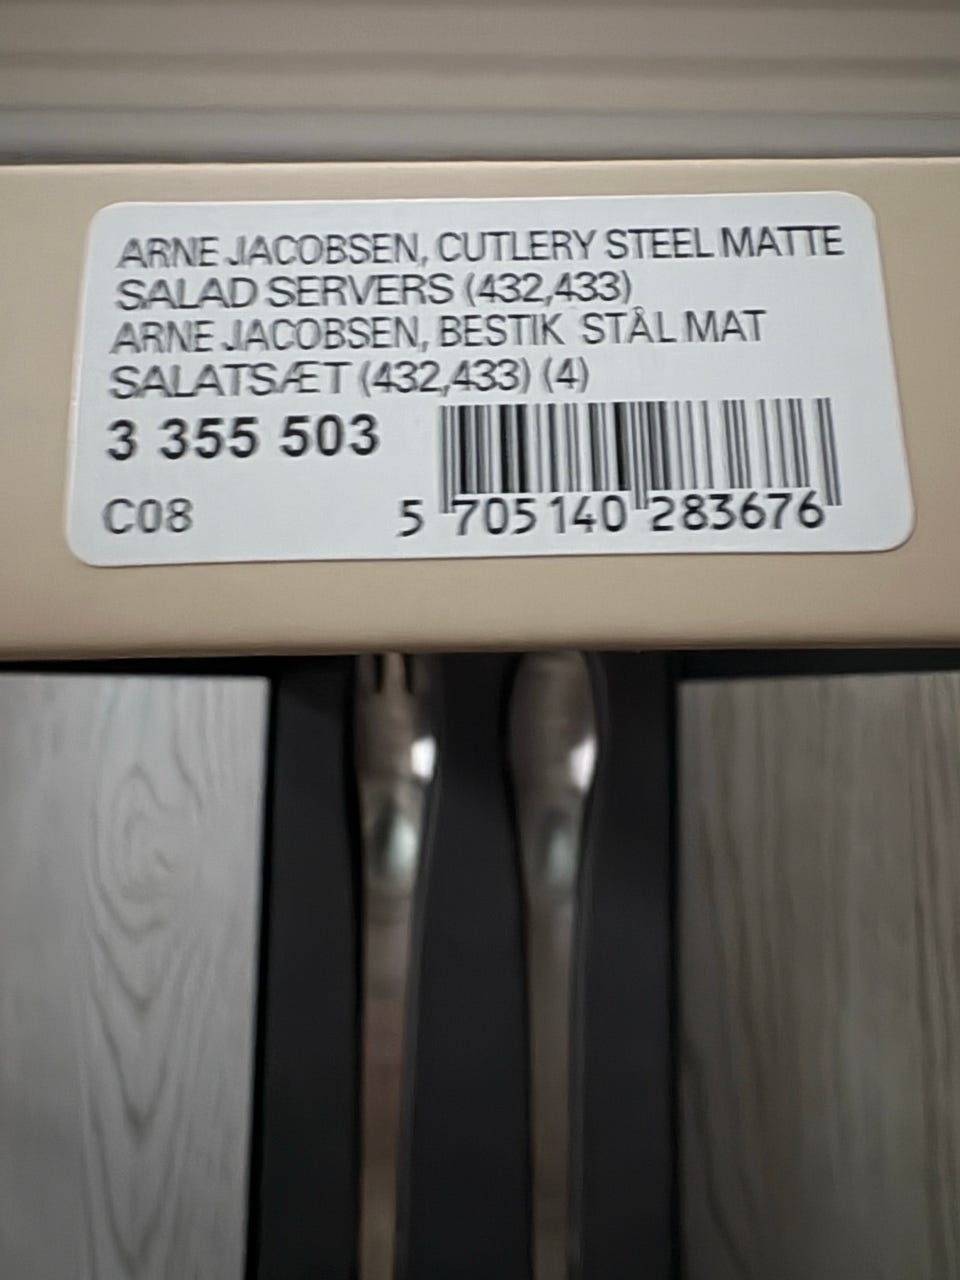 ARNE JACOBSEN, CUTLERY STEEL MATTE
SALAD SERVERS (432,433)
ARNE JACOBSEN, BESTIK STÅL MAT
SALATSÆT (432,433) (4)
3 355 503
C08
5 705140 283676